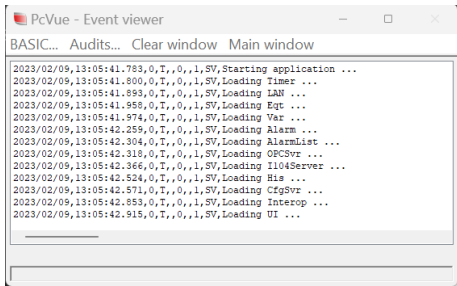 PcVue - Event viewer
BASIC... Audits... Clear window Main window
2023/02/09,13:05:41.783,0,T,,0,,1,SV,Starting application ...
2023/02/09,13:05:41.800,0,T,,0,,1,SV,Loading Timer ...
2023/02/09,13:05:41.893,0,T,,0,,1,SV,Loading LAN ...
2023/02/09,13:05:41.958,0,T,,0,,1,SV,Loading Eqt ...
2023/02/09,13:05:41.974,0,T,,0,,1,SV,Loading Var ...
2023/02/09,13:05:42.259,0,T,,0,,1,SV,Loading Alarm ...
2023/02/09,13:05:42.304,0,T,,0,,1,SV,Loading AlarmList ...
2023/02/09,13:05:42.318,0,T,,0,,1,SV,Loading OPCSvr ...
2023/02/09,13:05:42.366,0,T,,0,,1,SV,Loading I104Server ...
2023/02/09,13:05:42.524,0,T,,0,,1,SV,Loading His ...
2023/02/09,13:05:42.571,0,T,,0,,1,SV,Loading CfgSvr ...
2023/02/09,13:05:42.853,0,T,,0,,1,SV,Loading Interop ...
2023/02/09,13:05:42.915,0,T,,0,,1,SV,Loading UI ...